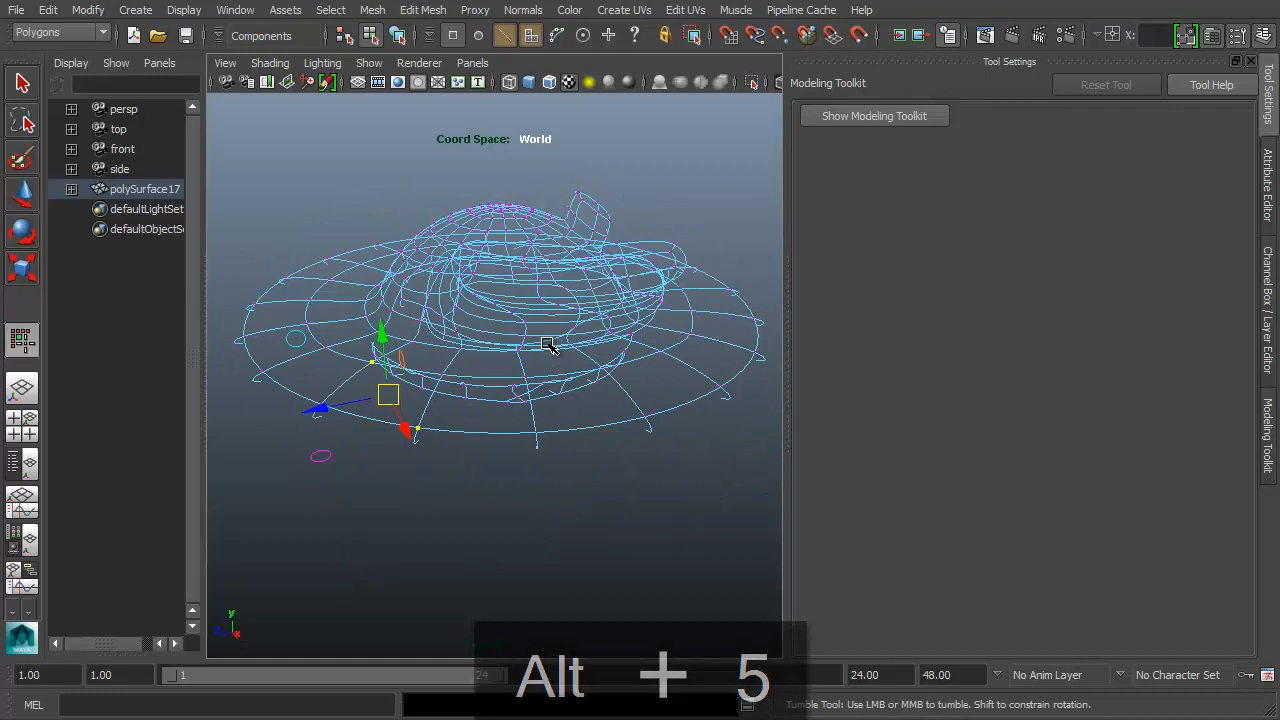 File Edit Modify Create Display Window Assets Select Mesh Edit Mesh Proxy Normals Color Create UVs Edit UVs Muscle Pipeline Cache Help
Polygons Components X:
Display Show Panels
View Shading Lighting Show Renderer Panels
Tool Settings
Modeling Toolkit Reset Tool Tool Help
Show Modeling Toolkit
persp
top
front
side
polySurface17
defaultLightSet
defaultObjectSe
Coord Space: World
y
z x
Tool Settings
Attribute Editor
Channel Box / Layer Editor
Modeling Toolkit
Alt + 5
1.00 1.00 1 24 24.00 48.00 No Anim Layer No Character Set
MEL Tumble Tool: Use LMB or MMB to tumble. Shift to constrain rotation.